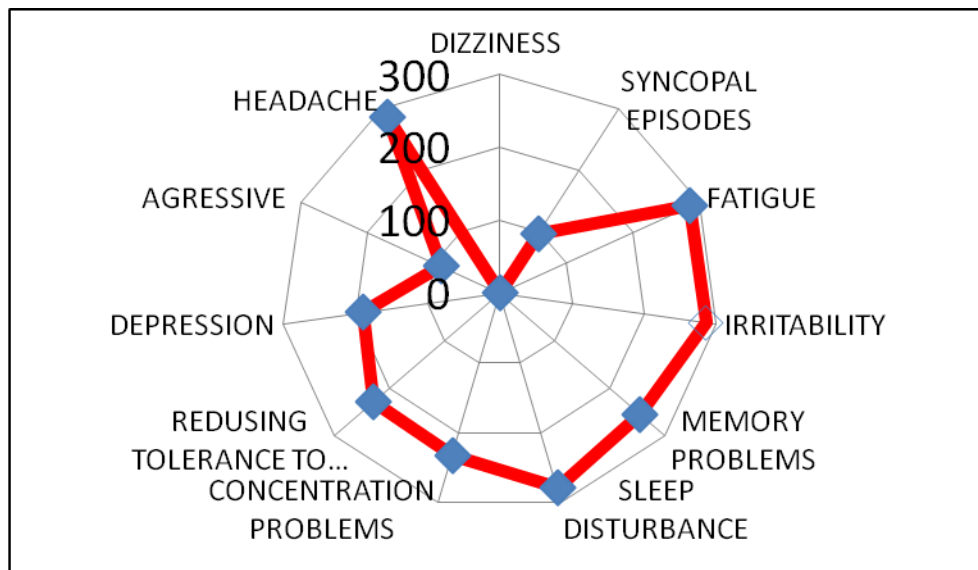 DIZZINESS
SYNCOPAL
EPISODES
FATIGUE
IRRITABILITY
MEMORY
PROBLEMS
SLEEP
DISTURBANCE
CONCENTRATION
PROBLEMS
REDUSING
TOLERANCE TO...
DEPRESSION
AGRESSIVE
HEADACHE
300
200
100
0